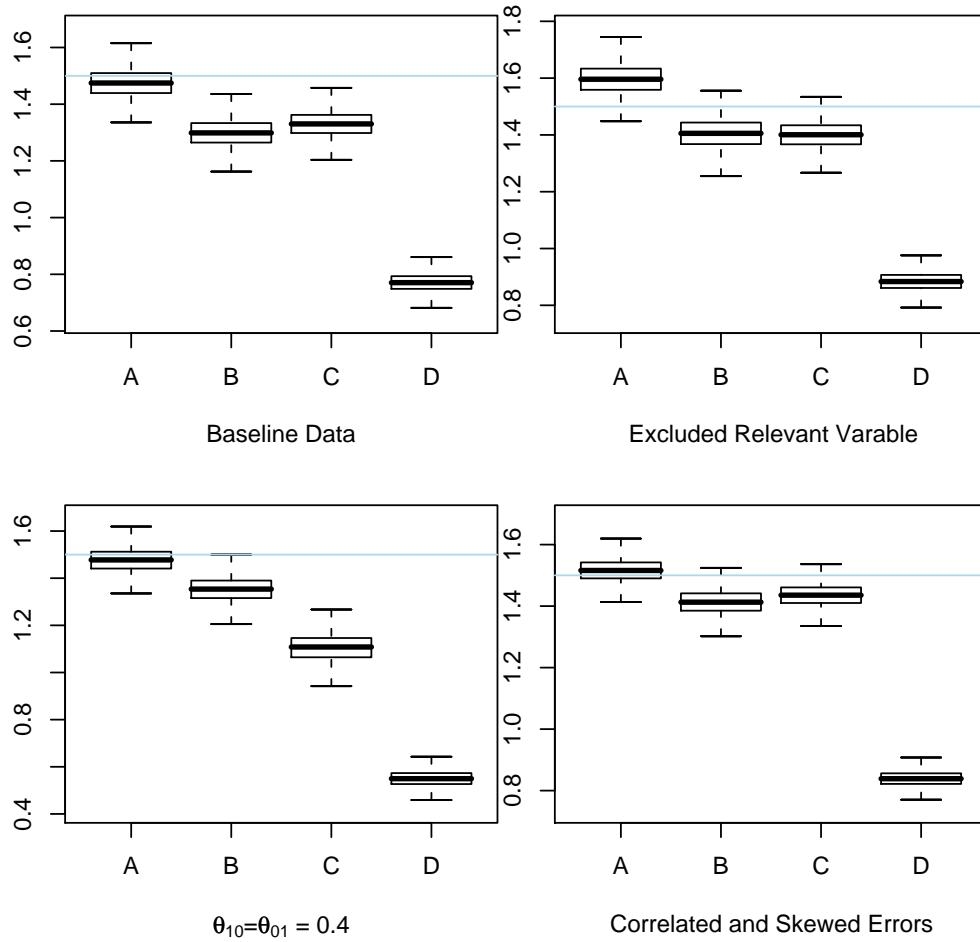 0.6 0.8 1.0 1.2 1.4 1.6
A B C D
Baseline Data
0.8 1.0 1.2 1.4 1.6 1.8
A B C D
Excluded Relevant Varable
0.4 0.8 1.2 1.6
A B C D
θ10=θ01 = 0.4
0.8 1.0 1.2 1.4 1.6
A B C D
Correlated and Skewed Errors